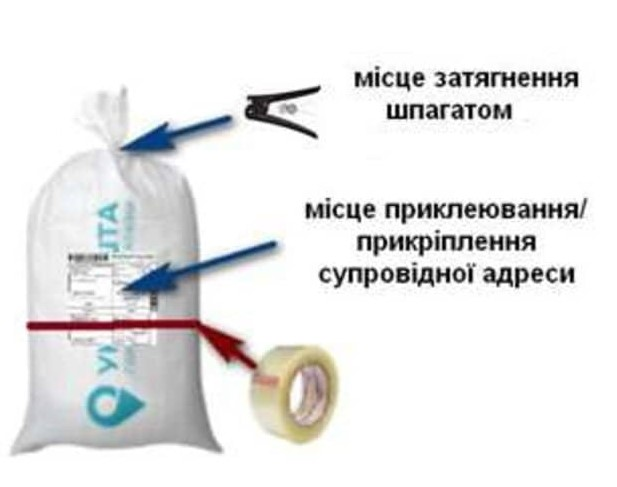 місце затягнення
шпагатом
місце приклеювання/
прикріплення
супровідної адреси